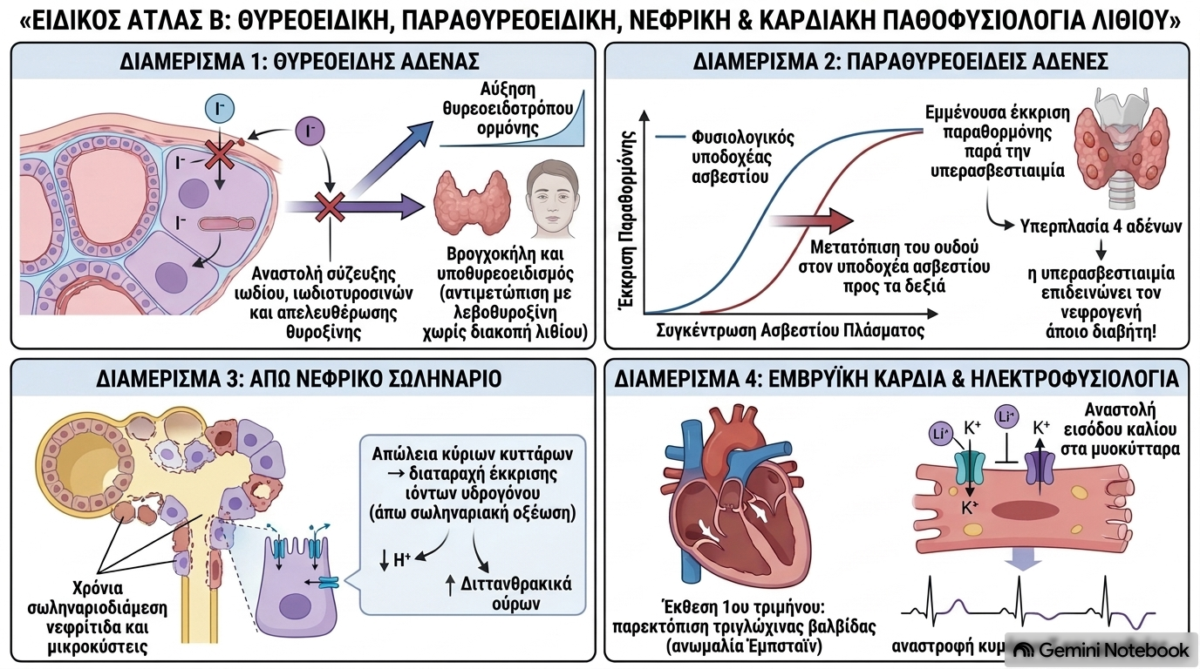 «ΕΙΔΙΚΟΣ ΑΤΛΑΣ Β: ΘΥΡΕΟΕΙΔΙΚΗ, ΠΑΡΑΘΥΡΕΟΕΙΔΙΚΗ, ΝΕΦΡΙΚΗ & ΚΑΡΔΙΑΚΗ ΠΑΘΟΦΥΣΙΟΛΟΓΙΑ ΛΙΘΙΟΥ»
ΔΙΑΜΕΡΙΣΜΑ 1: ΘΥΡΕΟΕΙΔΗΣ ΑΔΕΝΑΣ
I⁻
I⁻
I⁻
I⁻
Αύξηση
θυρεοειδοτρόπου
ορμόνης
Αναστολή σύζευξης
ιωδίου, ιωδιοτυροσινών
και απελευθέρωσης
θυροξίνης
Βρογχοκήλη και
υποθυρεοειδισμός
(αντιμετώπιση με
λεβοθυροξίνη
χωρίς διακοπή λιθίου)
ΔΙΑΜΕΡΙΣΜΑ 2: ΠΑΡΑΘΥΡΕΟΕΙΔΕΙΣ ΑΔΕΝΕΣ
Έκκριση Παραθορμόνης
Φυσιολογικός
υποδοχέας
ασβεστίου
Μετατόπιση του ουδού
στον υποδοχέα ασβεστίου
προς τα δεξιά
Συγκέντρωση Ασβεστίου Πλάσματος
Εμμένουσα έκκριση
παραθορμόνης
παρά την
υπερασβεστιαιμία
Υπερπλασία 4 αδένων
η υπερασβεστιαιμία
επιδεινώνει τον
νεφρογενή
άποιο διαβήτη!
ΔΙΑΜΕΡΙΣΜΑ 3: ΑΠΩ ΝΕΦΡΙΚΟ ΣΩΛΗΝΑΡΙΟ
Χρόνια
σωληναριοδιάμεση
νεφρίτιδα και
μικροκύστεις
Απώλεια κύριων κυττάρων
→ διαταραχή έκκρισης
ιόντων υδρογόνου
(άπω σωληναριακή οξέωση)
↓ H⁺
↑ Διττανθρακικά
ούρων
ΔΙΑΜΕΡΙΣΜΑ 4: ΕΜΒΡΥΪΚΗ ΚΑΡΔΙΑ & ΗΛΕΚΤΡΟΦΥΣΙΟΛΟΓΙΑ
Έκθεση 1ου τριμήνου:
παρεκτόπιση τριγλώχινας βαλβίδας
(ανωμαλία Έμπσταϊν)
Li⁺
K⁺
Li⁺
K⁺
K⁺
Αναστολή
εισόδου καλίου
στα μυοκύτταρα
αναστροφή
Gemini Notebook